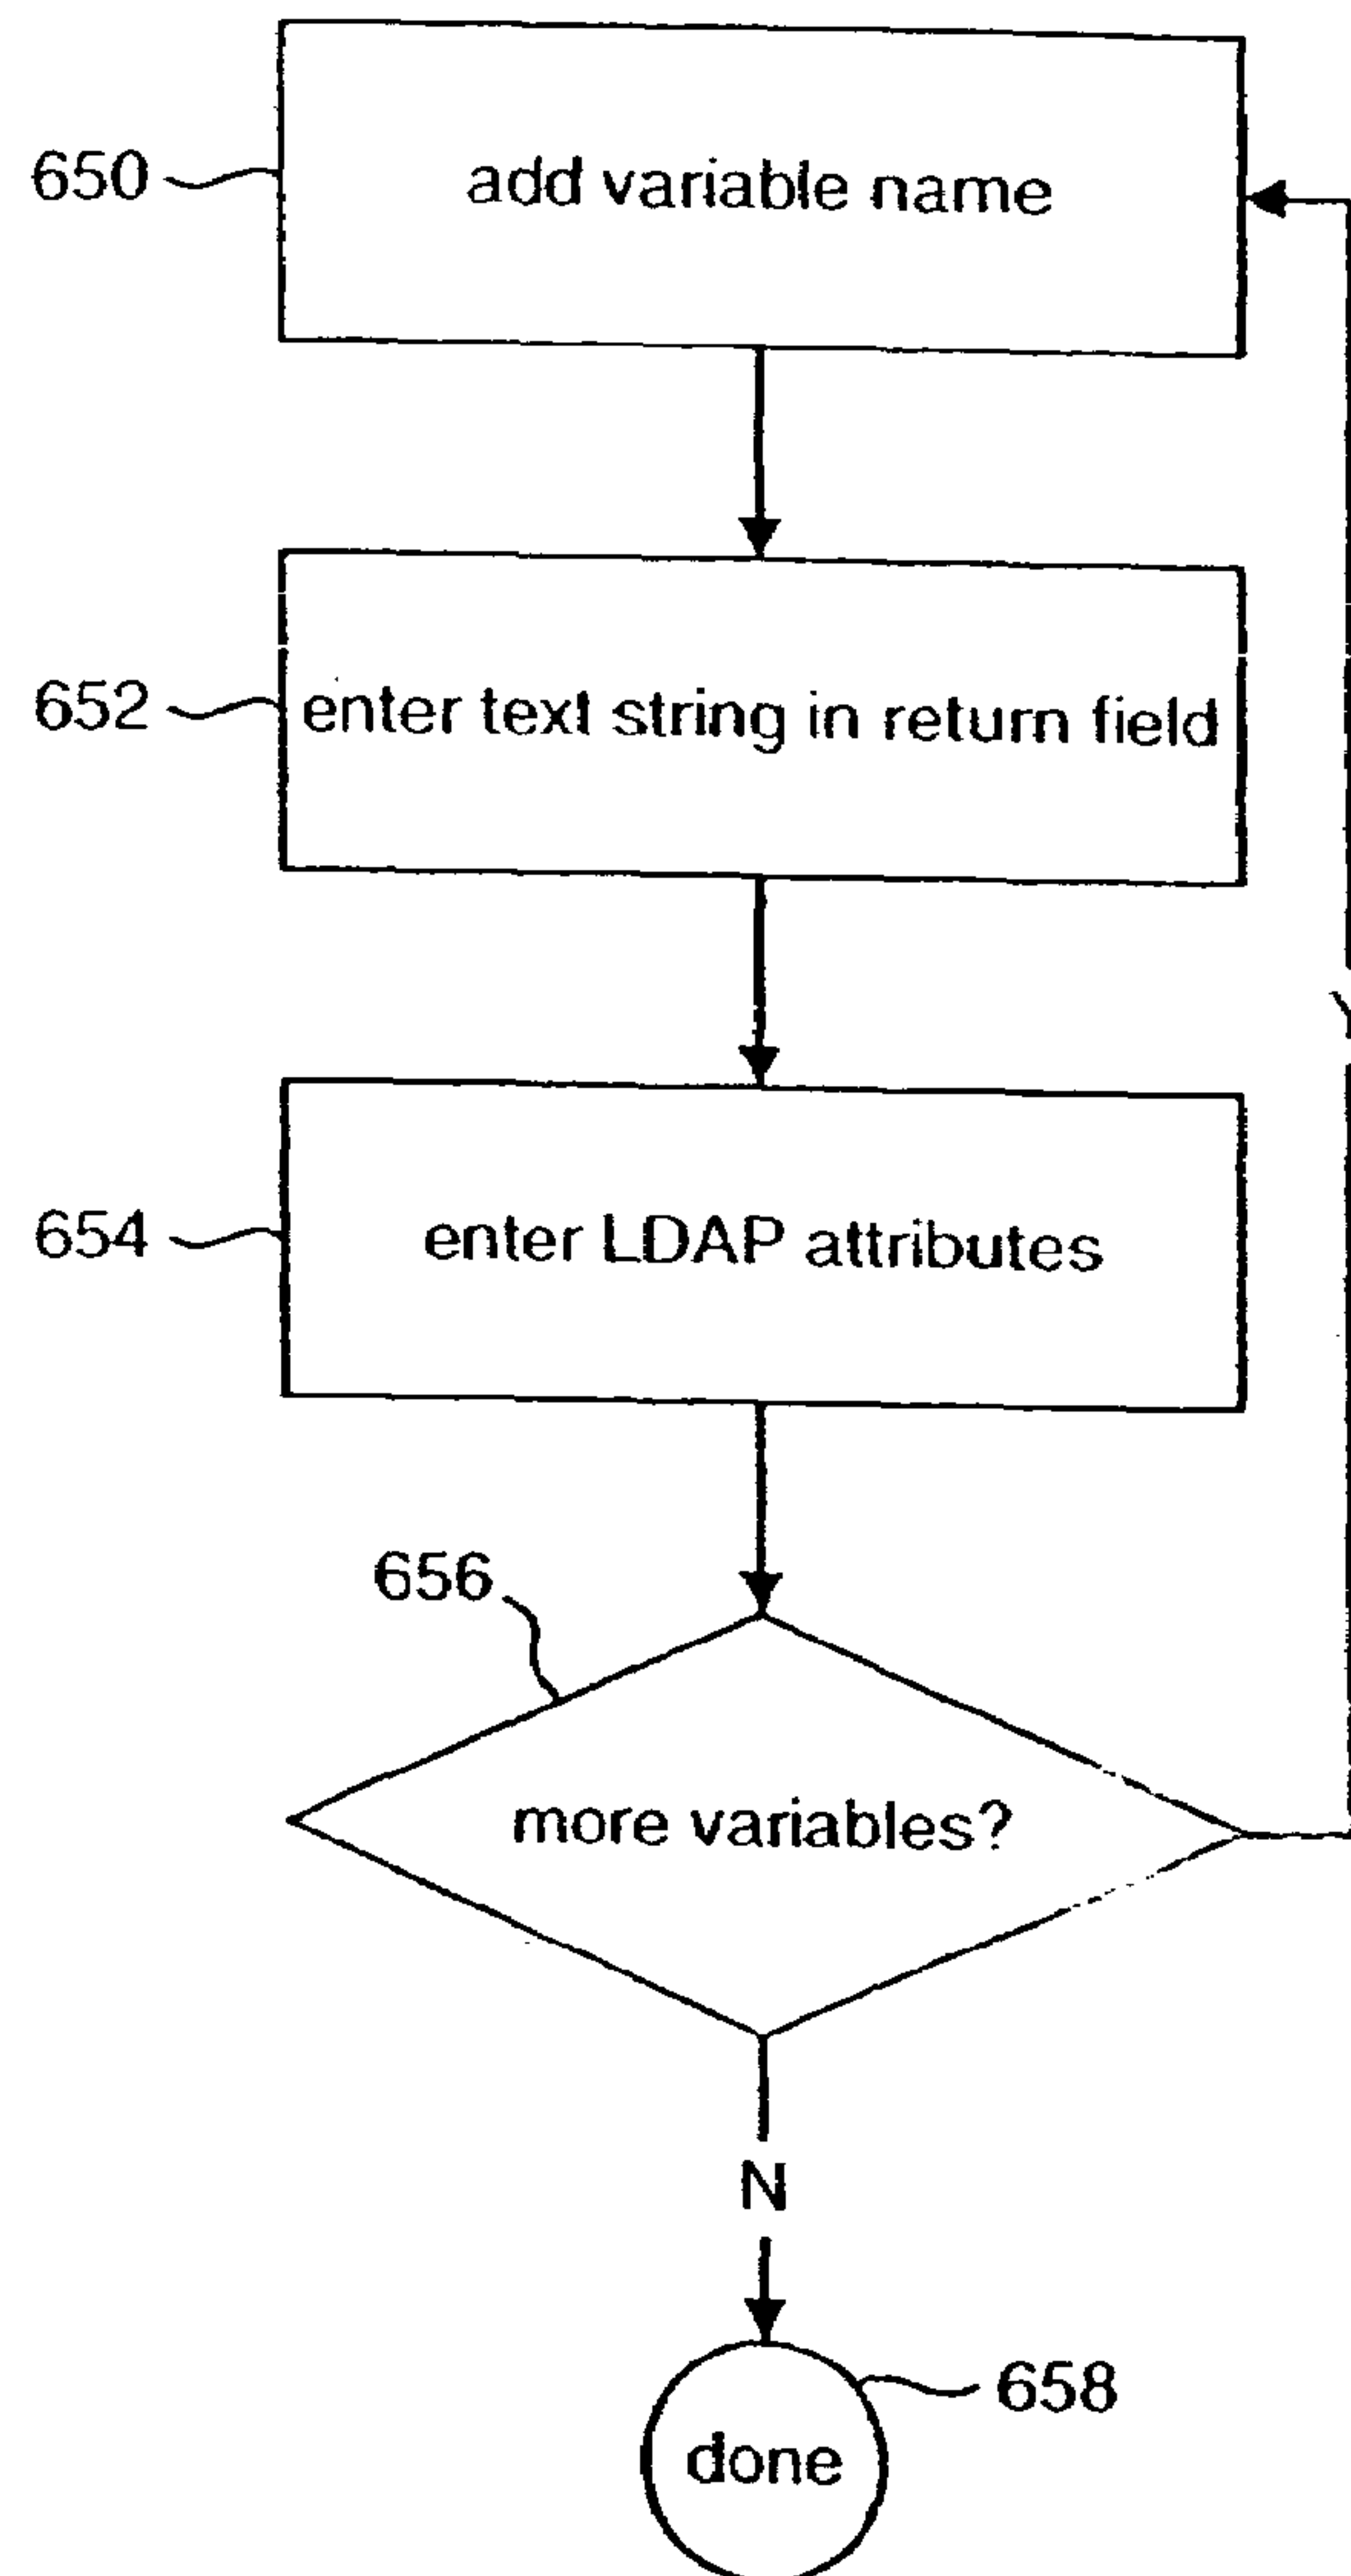 650
add variable name
652
enter text string in return field
654
enter LDAP attributes
656
more variables?
N
658
done